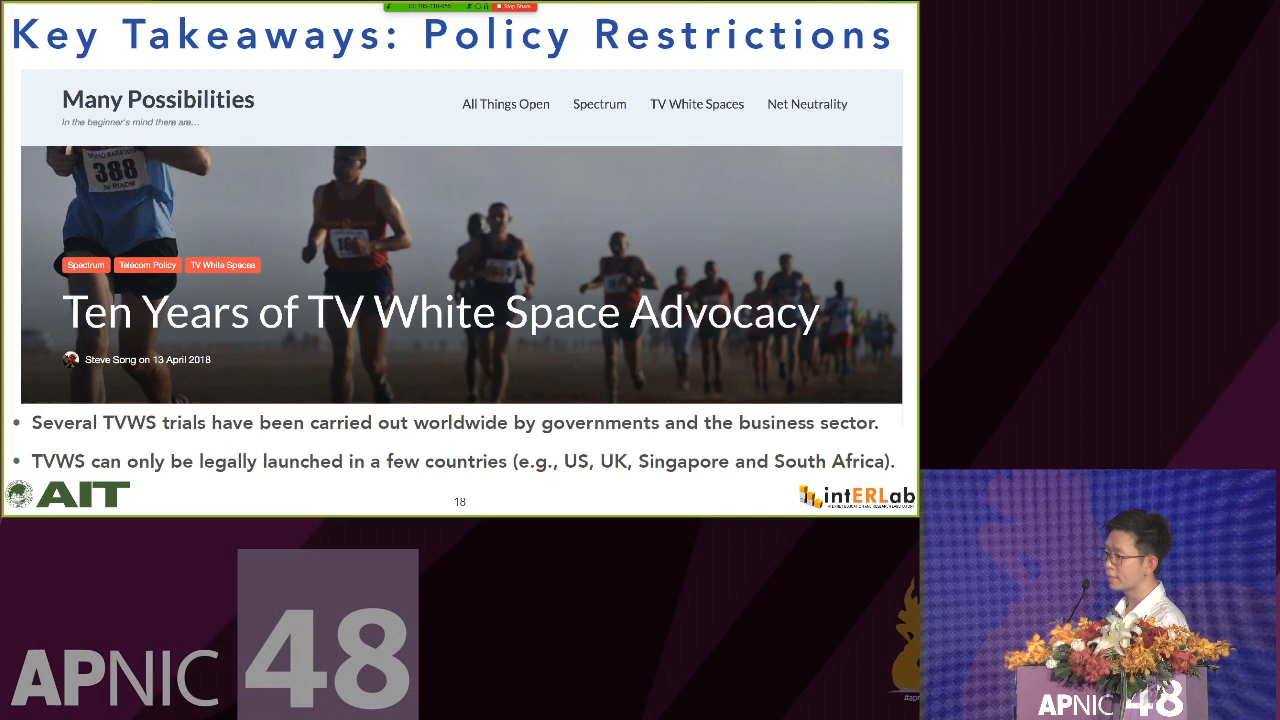 Stop Share
Key Takeaways: Policy Restrictions
Many Possibilities
In the beginner's mind there are...
All Things Open Spectrum TV White Spaces Net Neutrality
388
Spectrum Telecom Policy TV White Spaces
Ten Years of TV White Space Advocacy
Steve Song on 13 April 2018
• Several TVWS trials have been carried out worldwide by governments and the business sector.
• TVWS can only be legally launched in a few countries (e.g., US, UK, Singapore and South Africa).
AIT
18
intERLab
APNIC 48
#apr
APNIC 48